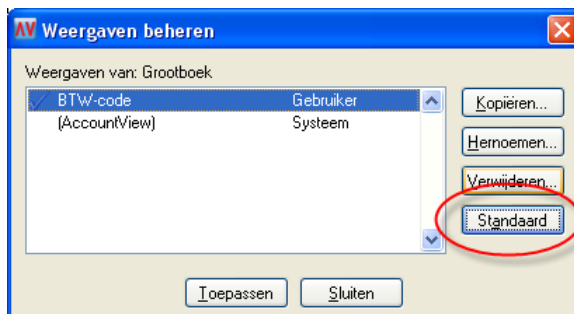 AV Weergaven beheren
Weergaven van: Grootboek
BTW-code Gebruiker
(AccountView) Systeem
Kopiëren...
Hernoemen...
Verwijderen...
Standaard
Toepassen Sluiten